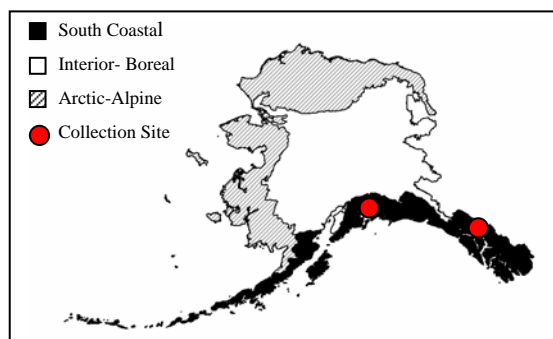 South Coastal
Interior- Boreal
Arctic-Alpine
Collection Site